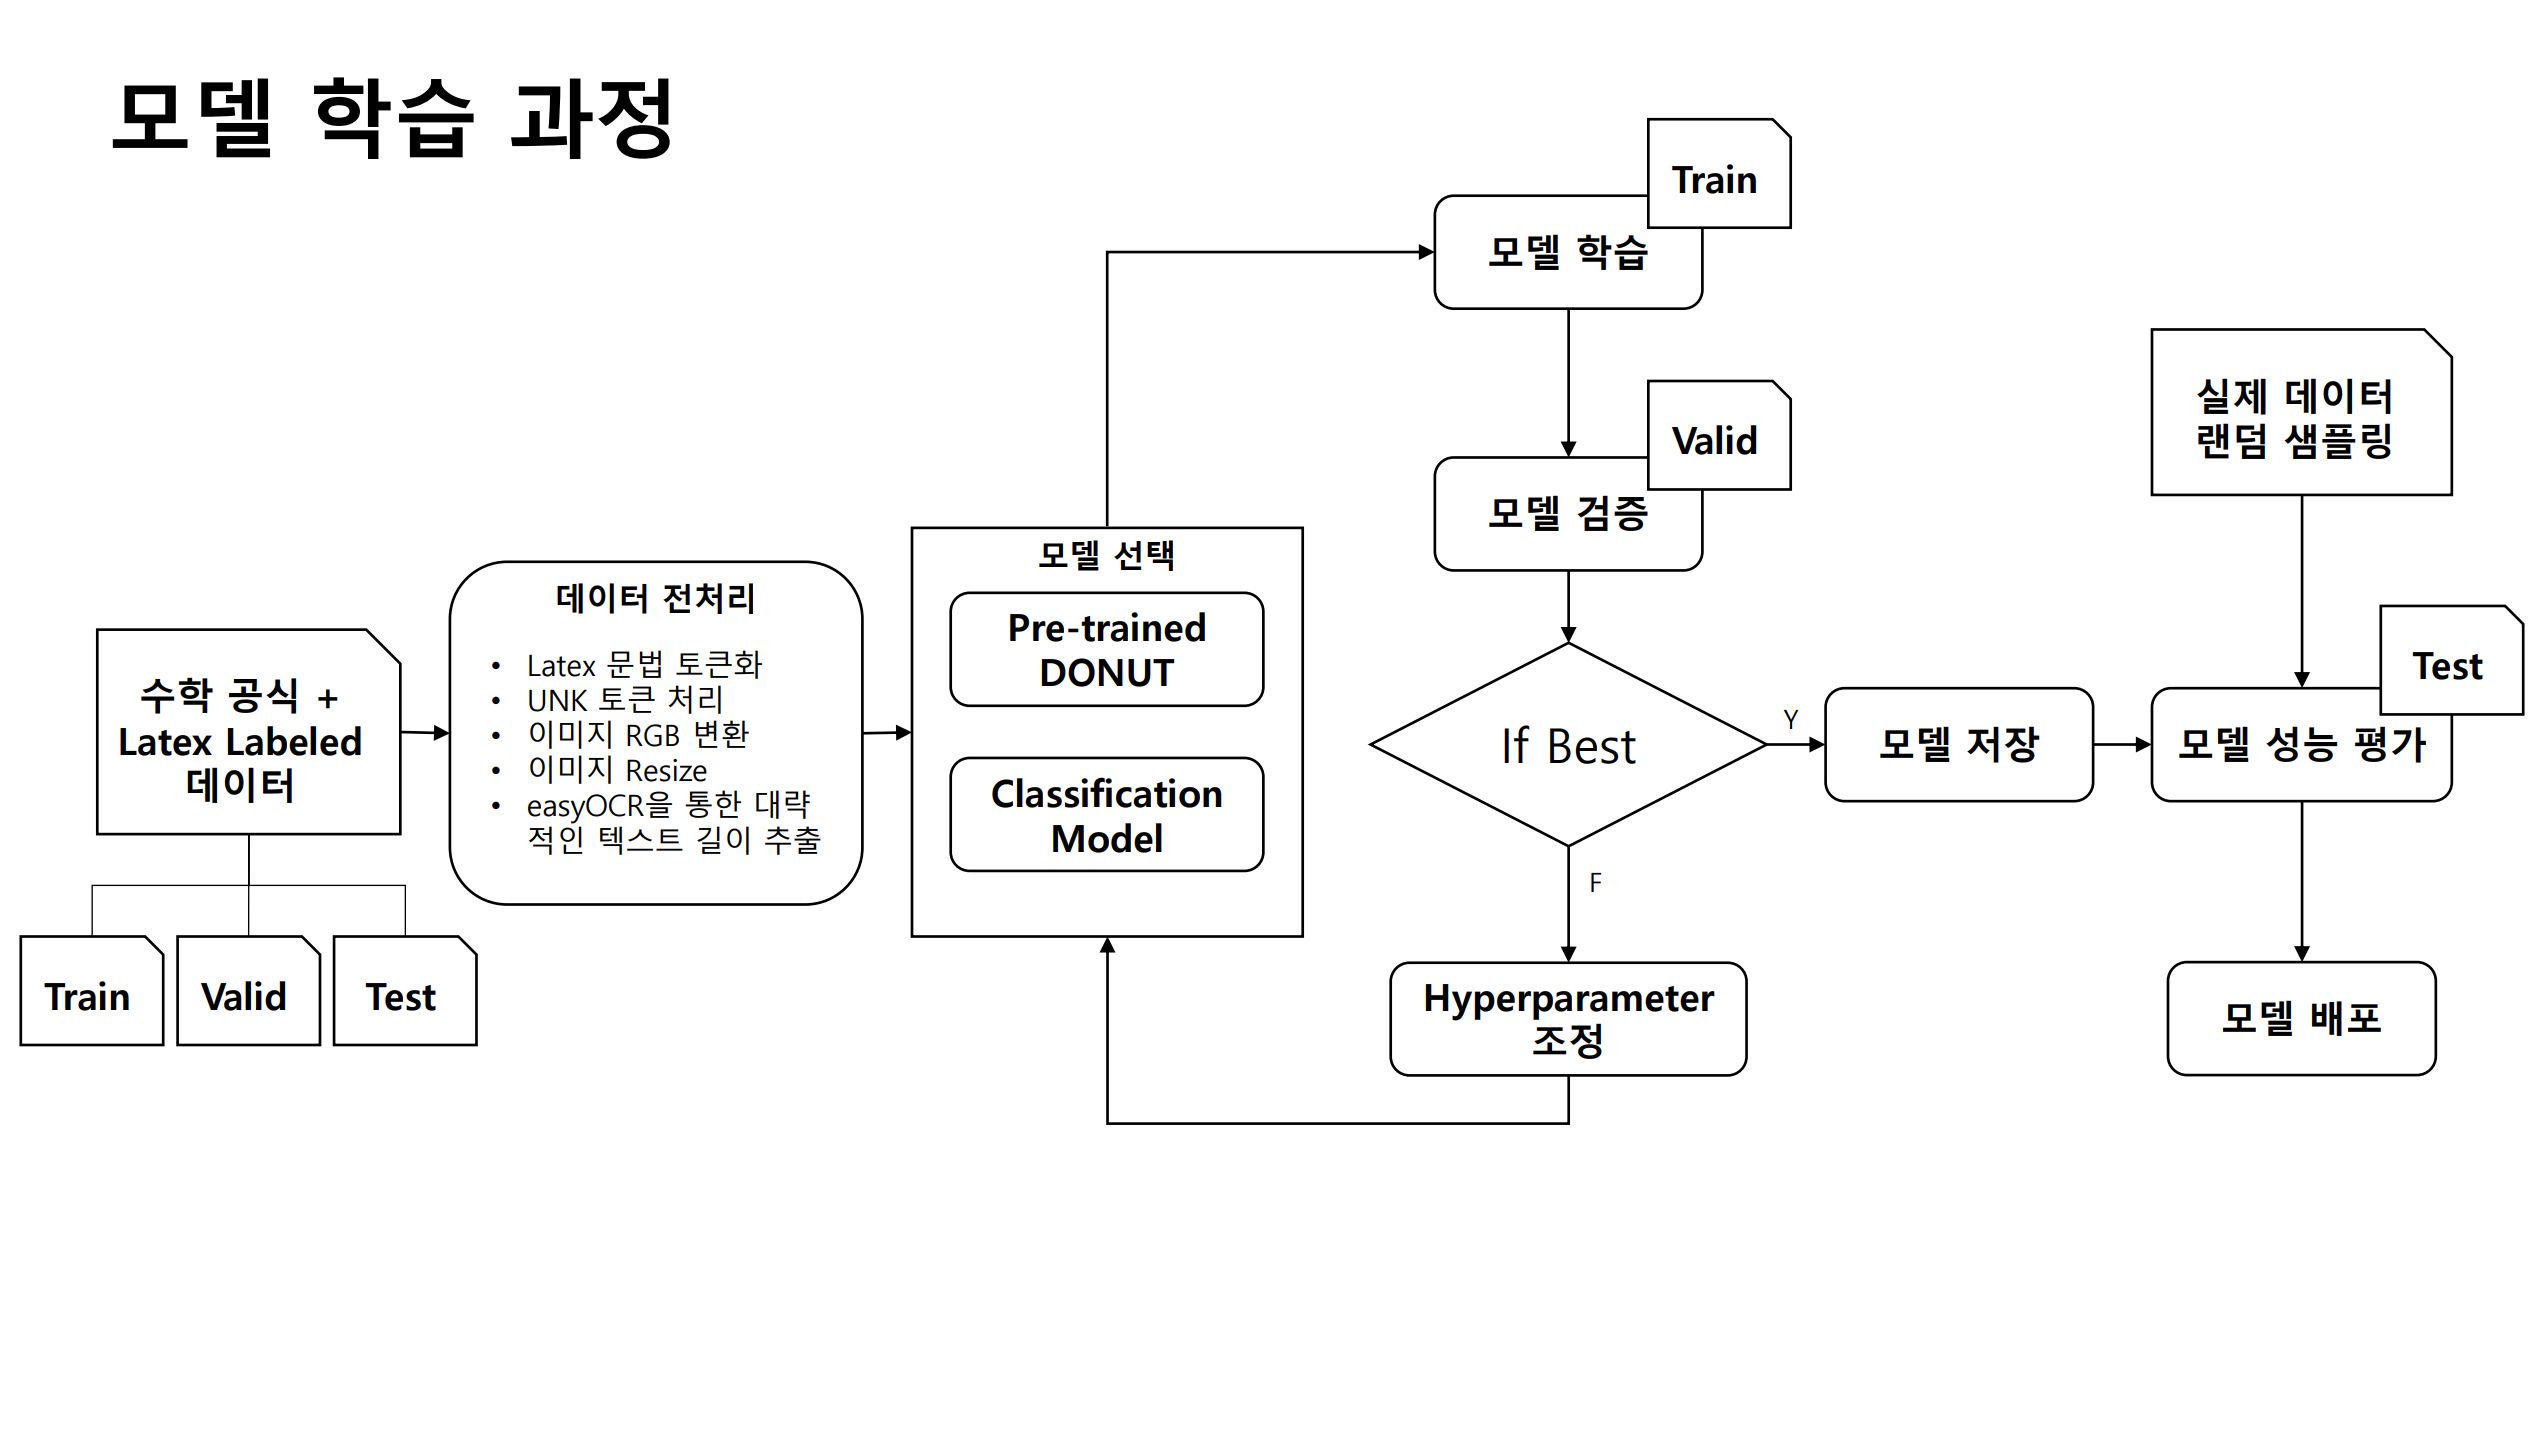 모델 학습 과정
수학 공식 +
Latex Labeled
데이터
Train
Valid
Test
데이터 전처리
• Latex 문법 토큰화
• UNK 토큰 처리
• 이미지 RGB 변환
• 이미지 Resize
• easyOCR을 통한 대략
적인 텍스트 길이 추출
모델 선택
Pre-trained
DONUT
Classification
Model
Train
모델 학습
Valid
모델 검증
If Best
Y
F
Hyperparameter
조정
모델 저장
실제 데이터
랜덤 샘플링
Test
모델 성능 평가
모델 배포